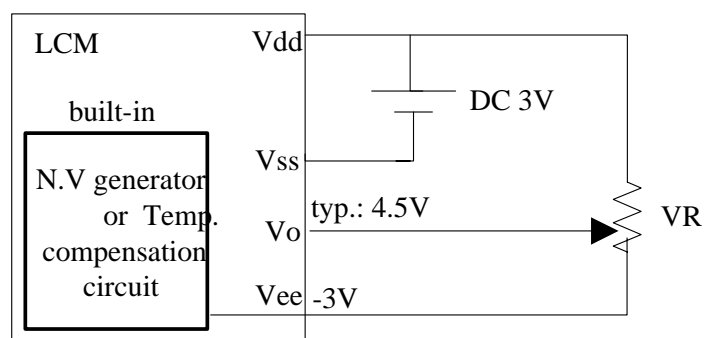 LCM
Vdd
built-in
DC 3V
Vss
N.V generator
or Temp.
compensation
circuit
typ.: 4.5V
Vo
VR
Vee
-3V